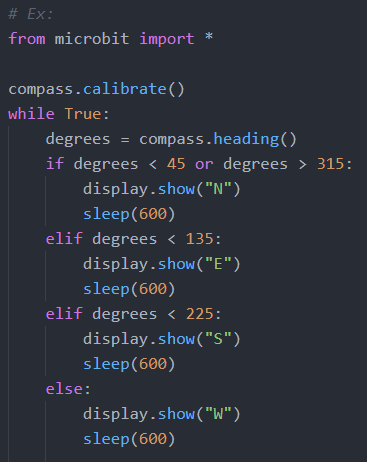 # Ex:
from microbit import *

compass.calibrate()
while True:
    degrees = compass.heading()
    if degrees < 45 or degrees > 315:
        display.show("N")
        sleep(600)
    elif degrees < 135:
        display.show("E")
        sleep(600)
    elif degrees < 225:
        display.show("S")
        sleep(600)
    else:
        display.show("W")
        sleep(600)